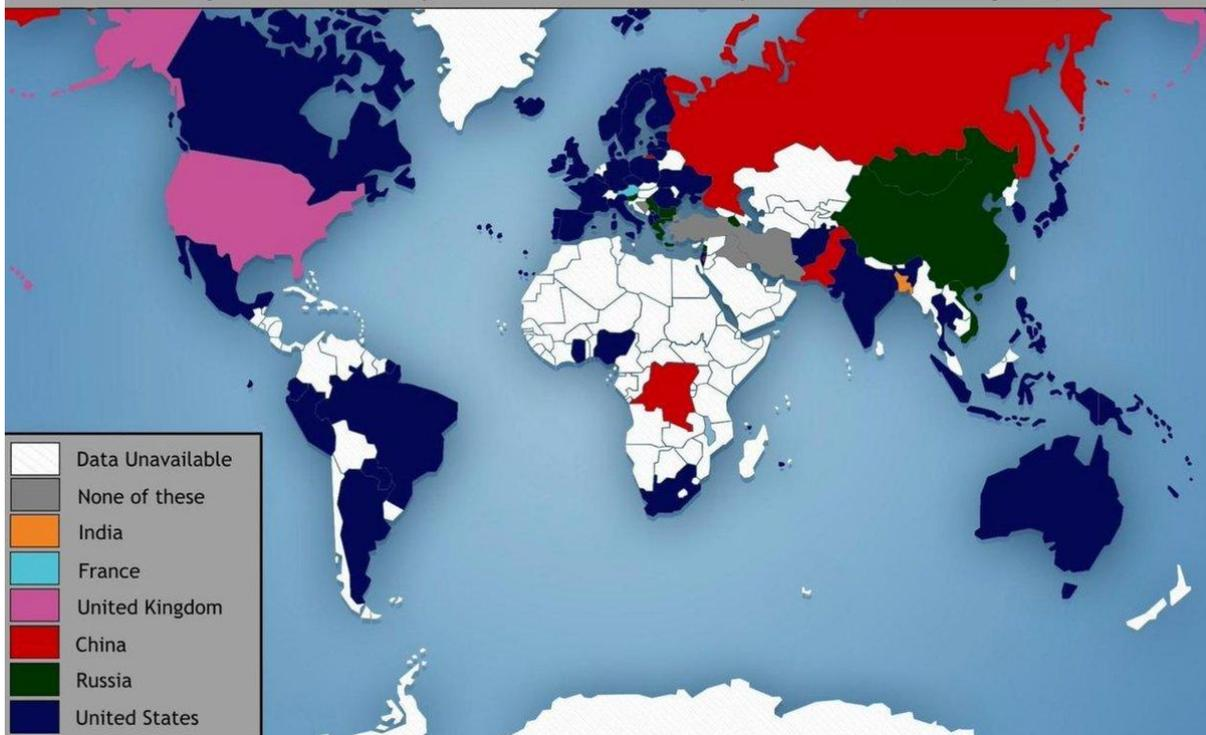 Data Unavailable
None of these
India
France
United Kingdom
China
Russia
United States